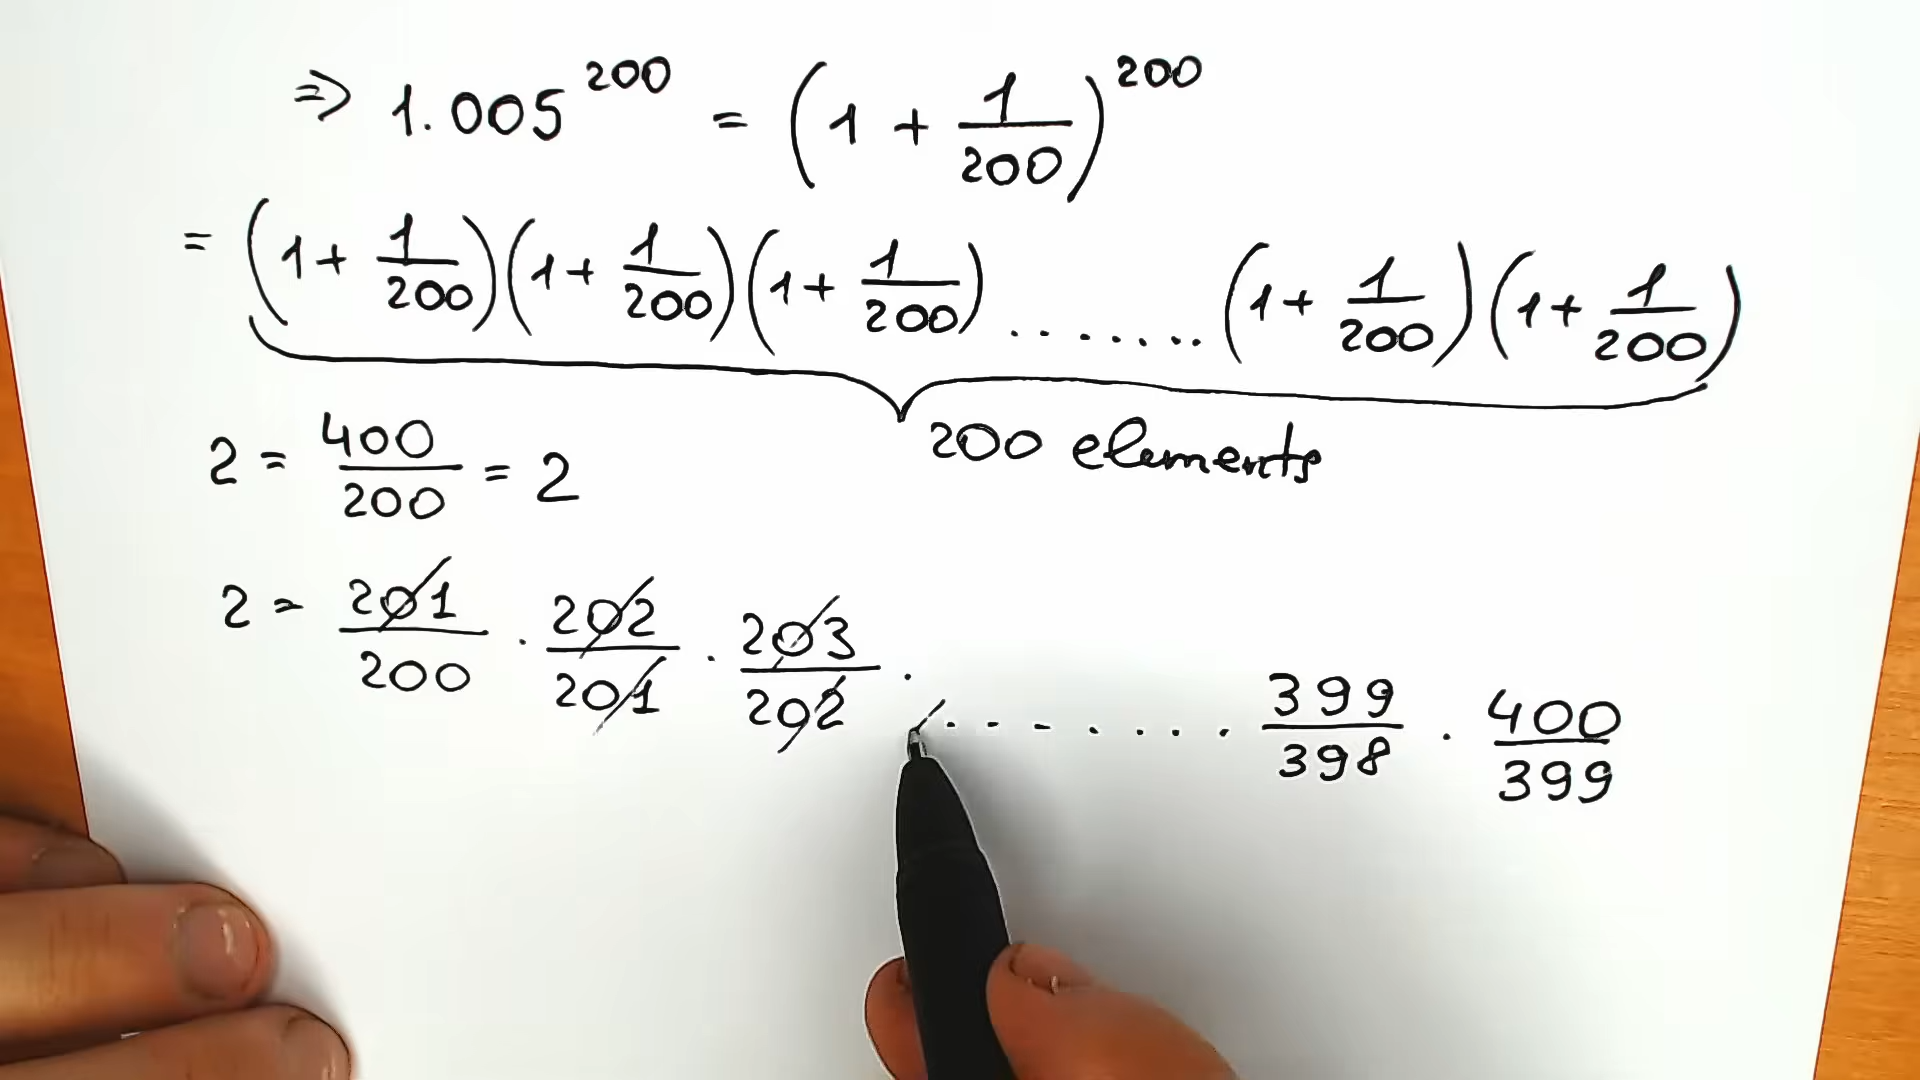 ⇒ 1.005^200 = (1 + 1/200)^200
= (1 + 1/200)(1 + 1/200)(1 + 1/200) ....... (1 + 1/200)(1 + 1/200)
200 elements
2 = 400/200 = 2
2 = 201/200 · 202/201 · 203/202 · ........ 399/398 · 400/399